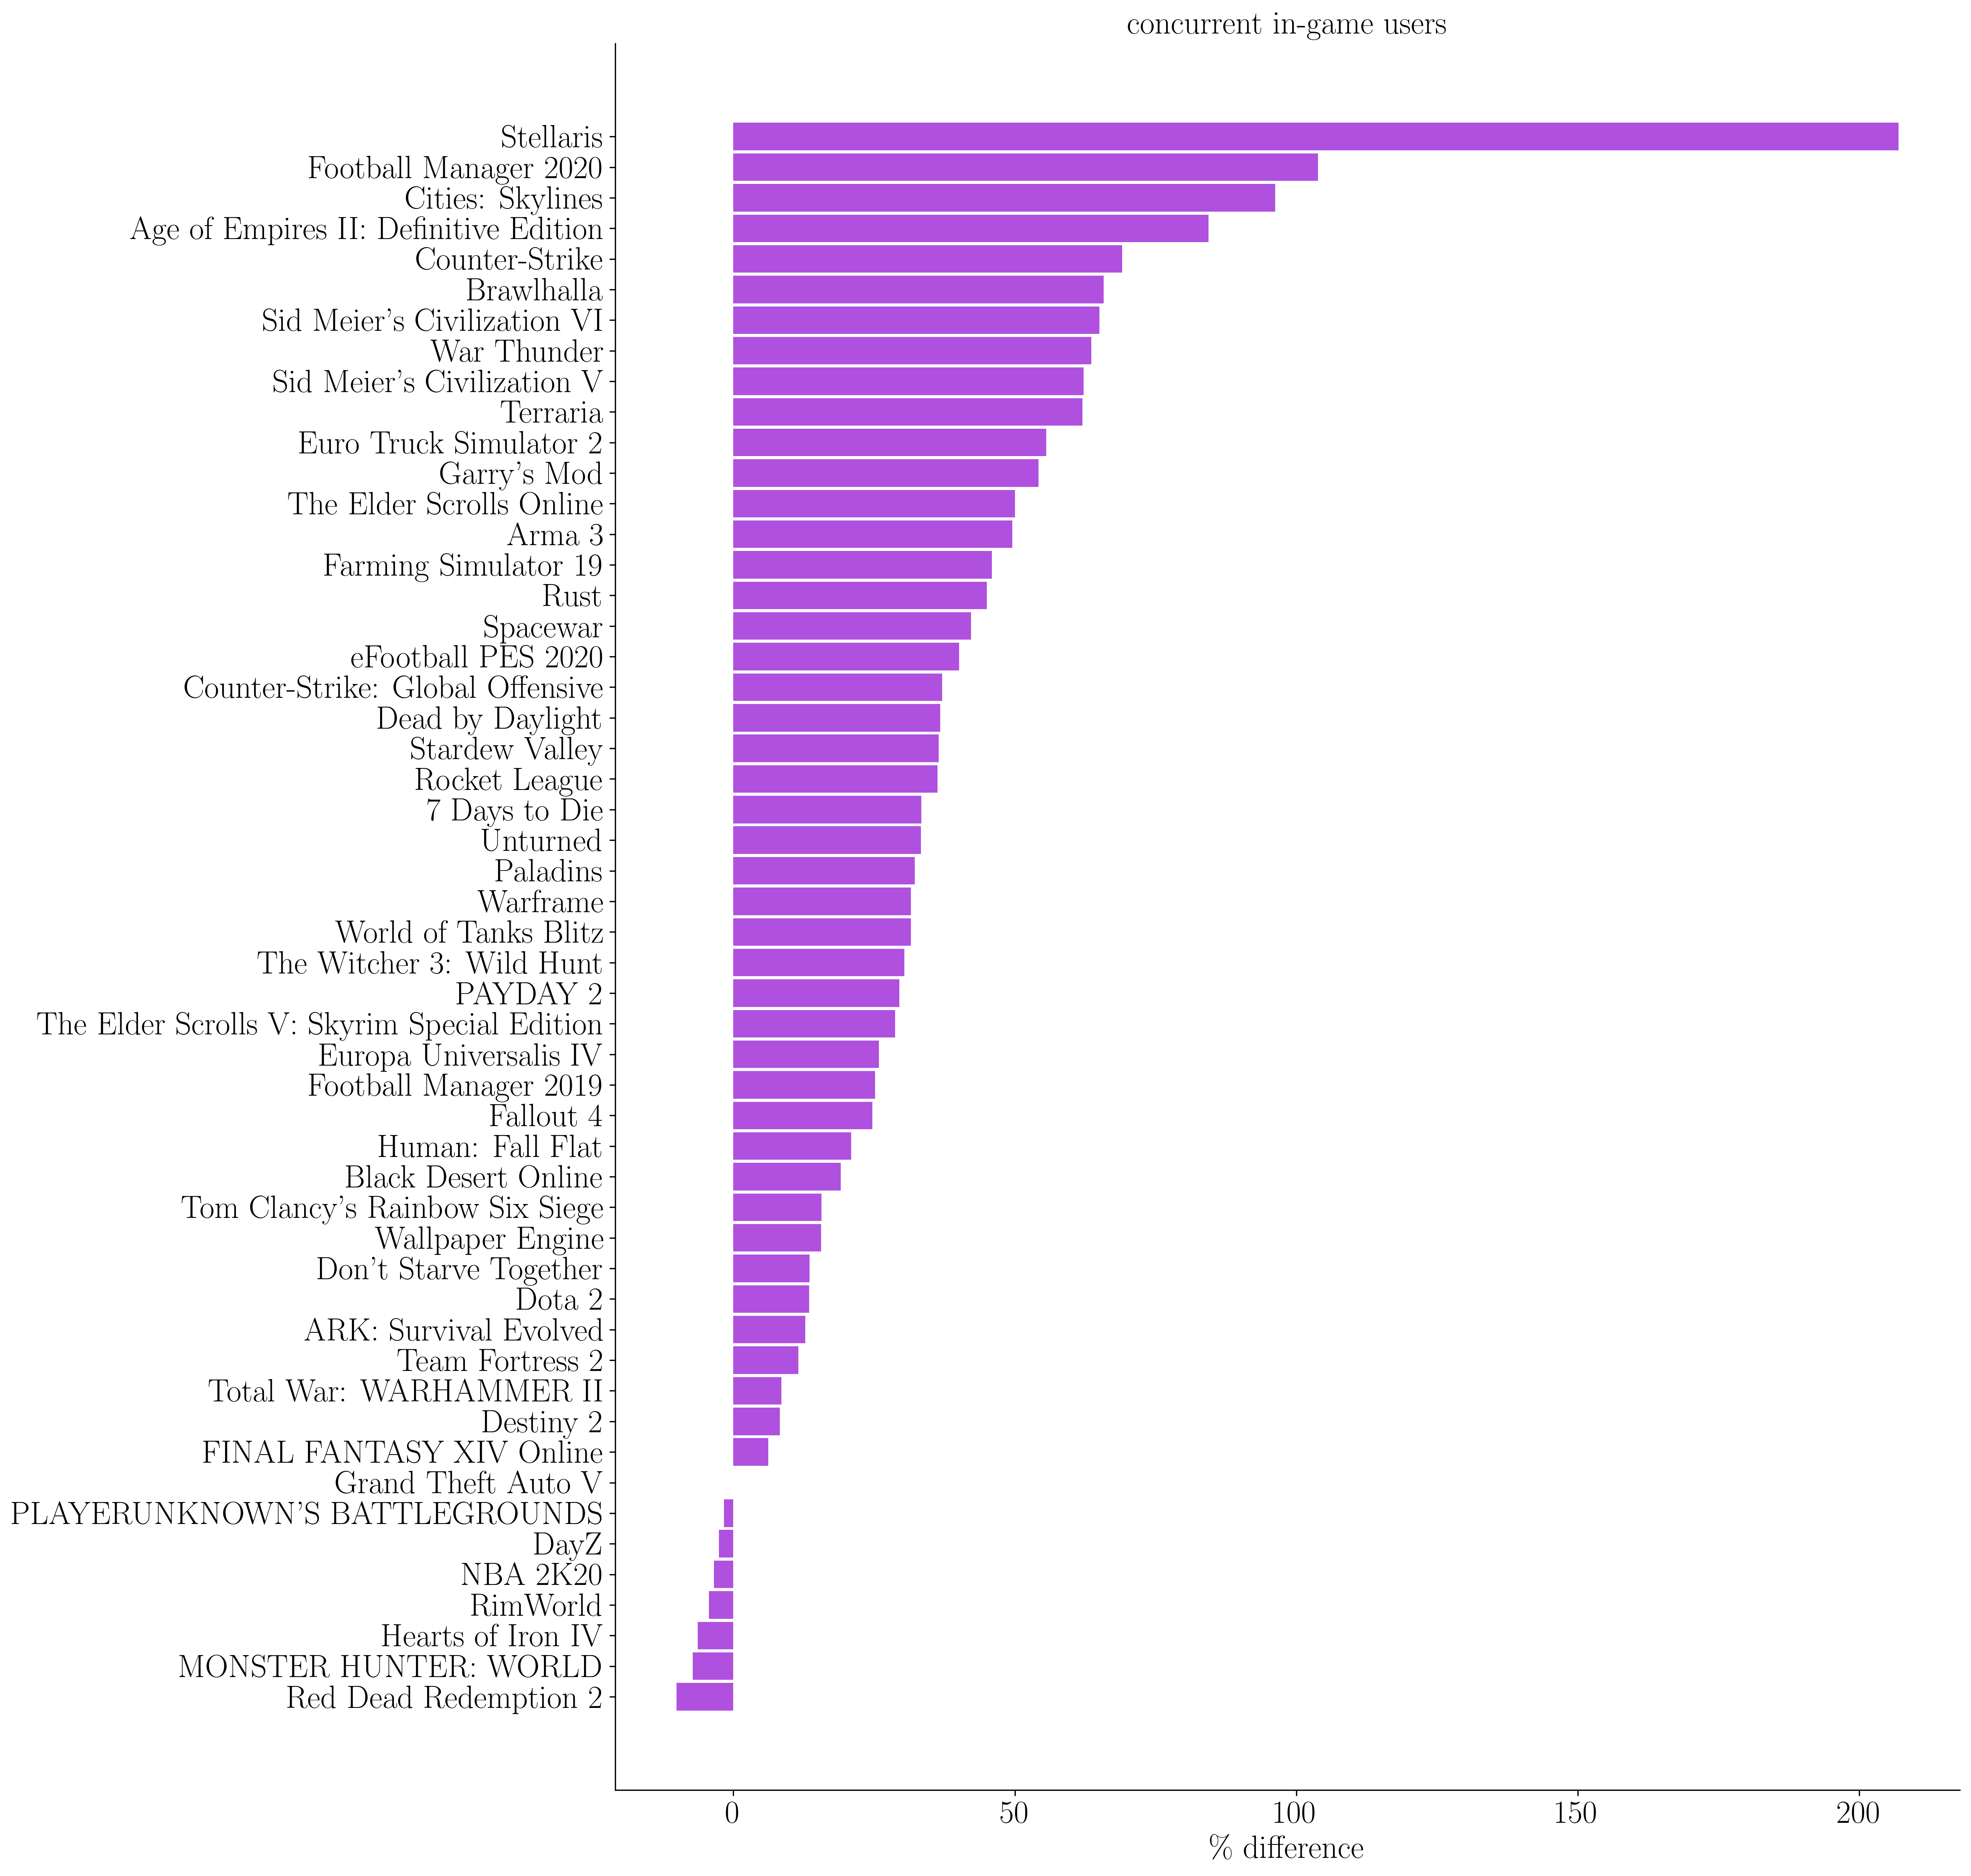 concurrent in-game users
Stellaris
Football Manager 2020
Cities: Skylines
Age of Empires II: Definitive Edition
Counter-Strike
Brawlhalla
Sid Meier's Civilization VI
War Thunder
Sid Meier's Civilization V
Terraria
Euro Truck Simulator 2
Garry's Mod
The Elder Scrolls Online
Arma 3
Farming Simulator 19
Rust
Spacewar
eFootball PES 2020
Counter-Strike: Global Offensive
Dead by Daylight
Stardew Valley
Rocket League
7 Days to Die
Unturned
Paladins
Warframe
World of Tanks Blitz
The Witcher 3: Wild Hunt
PAYDAY 2
The Elder Scrolls V: Skyrim Special Edition
Europa Universalis IV
Football Manager 2019
Fallout 4
Human: Fall Flat
Black Desert Online
Tom Clancy's Rainbow Six Siege
Wallpaper Engine
Don't Starve Together
Dota 2
ARK: Survival Evolved
Team Fortress 2
Total War: WARHAMMER II
Destiny 2
FINAL FANTASY XIV Online
Grand Theft Auto V
PLAYERUNKNOWN'S BATTLEGROUNDS
DayZ
NBA 2K20
RimWorld
Hearts of Iron IV
MONSTER HUNTER: WORLD
Red Dead Redemption 2
0 50 100 150 200
% difference